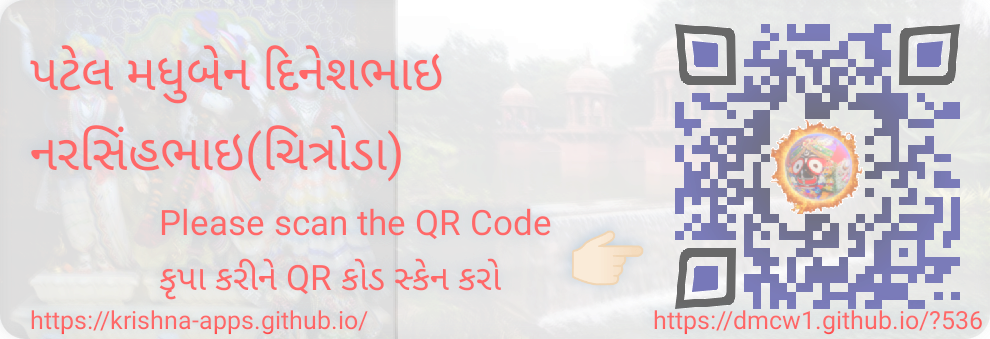 પટેલ મધુબેન દિનેશભાઇ
નરસિંહભાઇ(ચિત્રોડા)
Please scan the QR Code
કૃપા કરીને QR કોડ સ્કેન કરો
https://krishna-apps.github.io/
https://dmcw1.github.io/?536